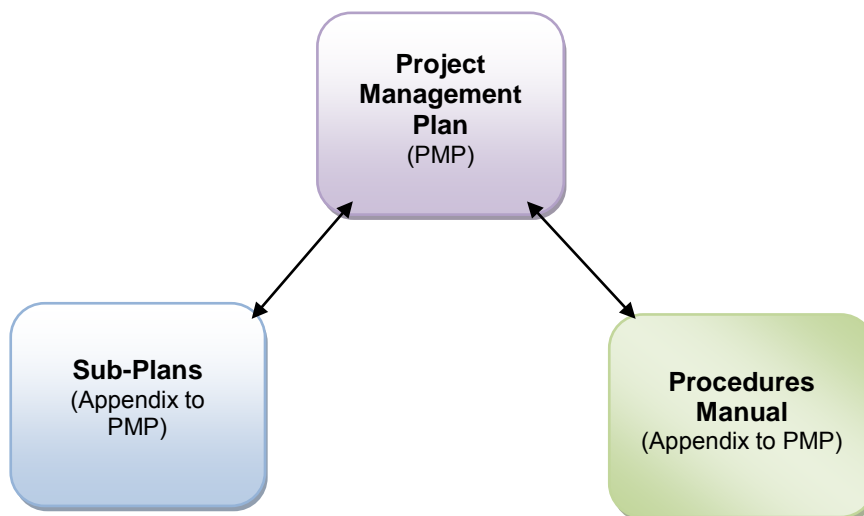 Project
Management
Plan
(PMP)
Sub-Plans
(Appendix to
PMP)
Procedures
Manual
(Appendix to PMP)